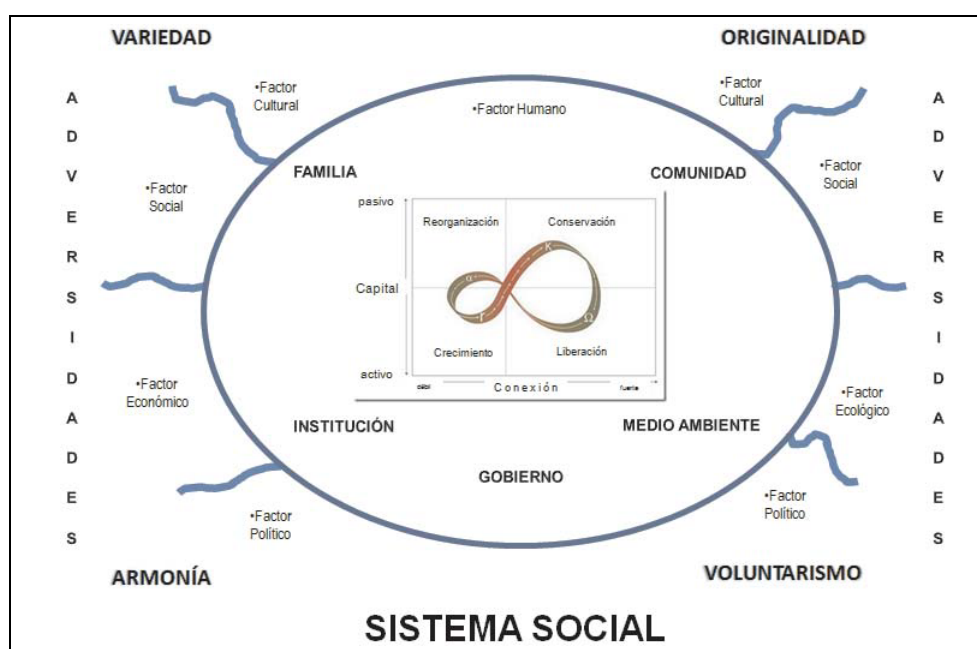 VARIEDAD
ORIGINALIDAD
•Factor
Cultural
•Factor Humano
•Factor
Cultural
A
D
V
E
R
S
I
D
A
D
E
S
A
D
V
E
R
S
I
D
A
D
E
S
FAMILIA
COMUNIDAD
•Factor
Social
•Factor
Social
pasivo
Reorganización
Conservación
K
α
Capital
r
Ω
Crecimiento
Liberación
activo
débil
Conexión
fuerte
•Factor
Económico
•Factor
Ecológico
INSTITUCIÓN
MEDIO AMBIENTE
GOBIERNO
•Factor
Político
•Factor
Político
ARMONÍA
VOLUNTARISMO
SISTEMA SOCIAL